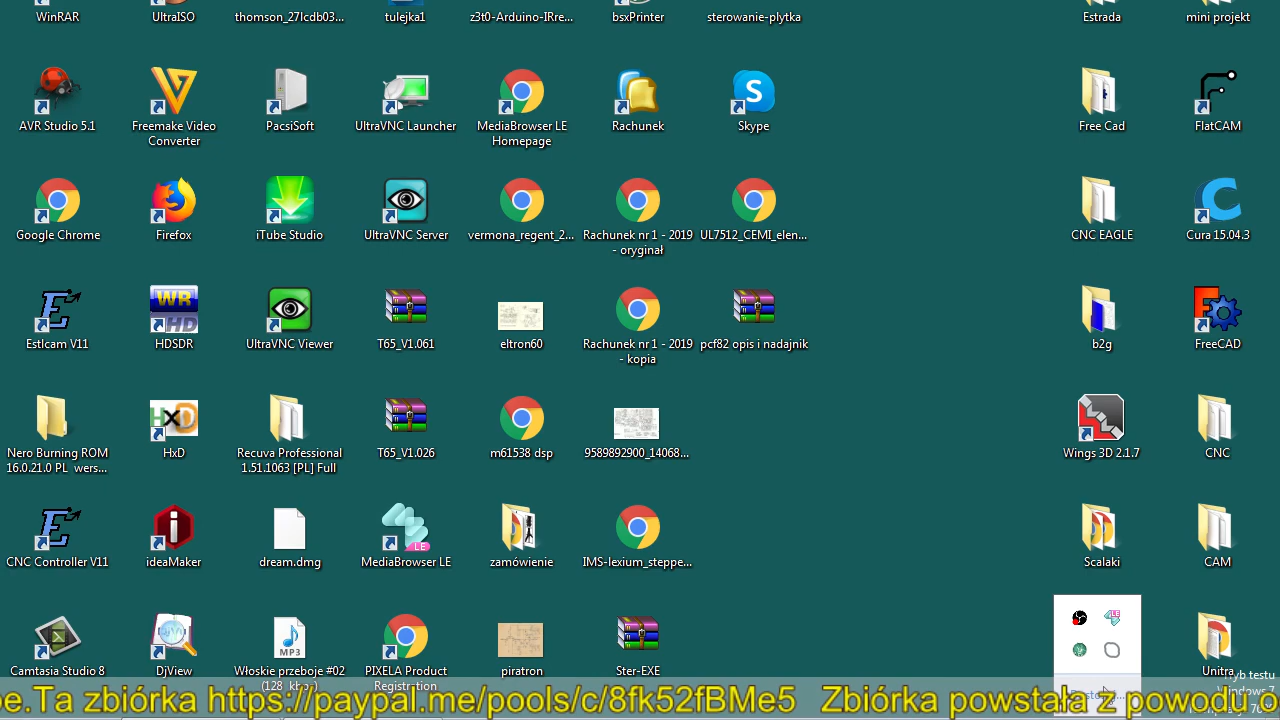 WinRAR
UltraISO
thomson_27lcdb03...
tulejka1
z3t0-Arduino-IRre...
bsxPrinter
sterowanie-plytka
Estrada
mini projekt
AVR Studio 5.1
Freemake Video
Converter
PacsiSoft
UltraVNC Launcher
MediaBrowser LE
Homepage
Rachunek
Skype
Free Cad
FlatCAM
Google Chrome
Firefox
iTube Studio
UltraVNC Server
vermona_regent_2...
Rachunek nr 1 - 2019
- oryginał
UL7512_CEMI_elen...
CNC EAGLE
Cura 15.04.3
EstIcam V11
HDSDR
UltraVNC Viewer
T65_V1.061
eltron60
Rachunek nr 1 - 2019
- kopia
pcf82 opis i nadajnik
b2g
FreeCAD
Nero Burning ROM
16.0.21.0 PL wers...
HxD
Recuva Professional
1.51.1063 [PL] Full
T65_V1.026
m61538 dsp
9589892900_14068...
Wings 3D 2.1.7
CNC
CNC Controller V11
ideaMaker
dream.dmg
MediaBrowser LE
zamówienie
IMS-lexium_steppe...
Scalaki
CAM
Camtasia Studio 8
DjView
Włoskie przeboje #02
PIXELA Product
Registration
piratron
Ster-EXE
Unitra
be.Ta zbiórka https://paypal.me/pools/c/8fk52fBMe5 Zbiórka powstała z powodu